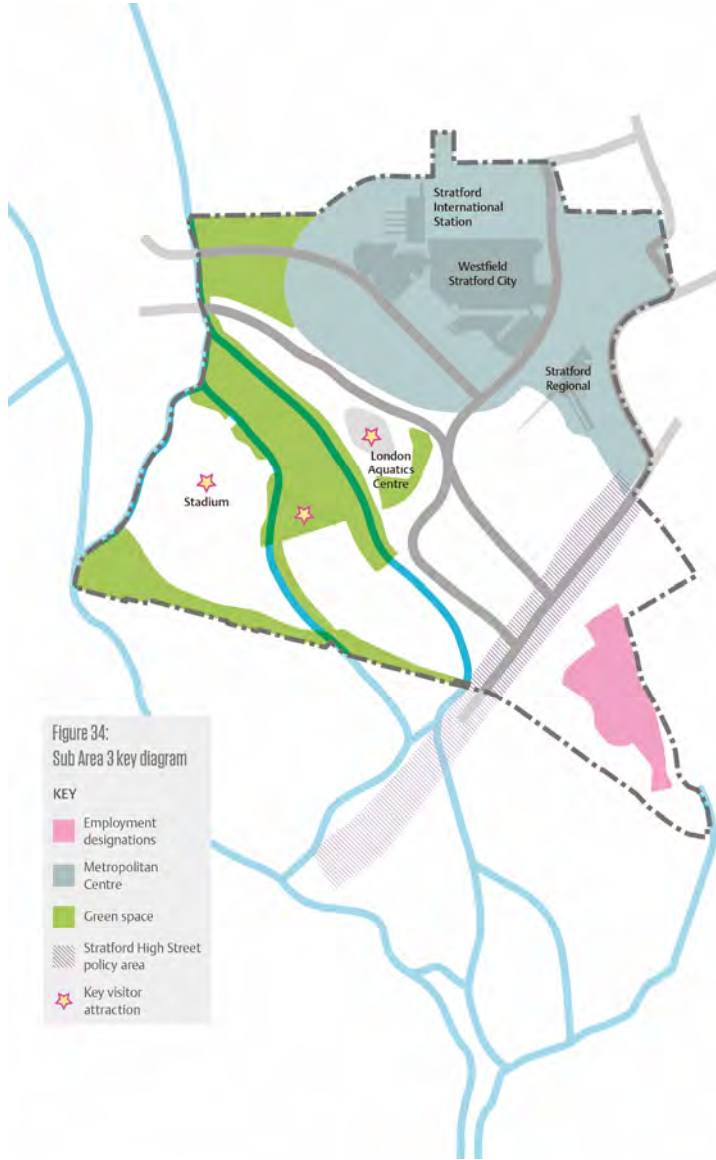 Stratford
International
Station
Westfield
Stratford City
Stratford
Regional
London
Aquatics
Centre
Stadium
Figure 34:
Sub Area 3 key diagram
KEY
Employment
designations
Metropolitan
Centre
Green space
Stratford High Street
policy area
Key visitor
attraction